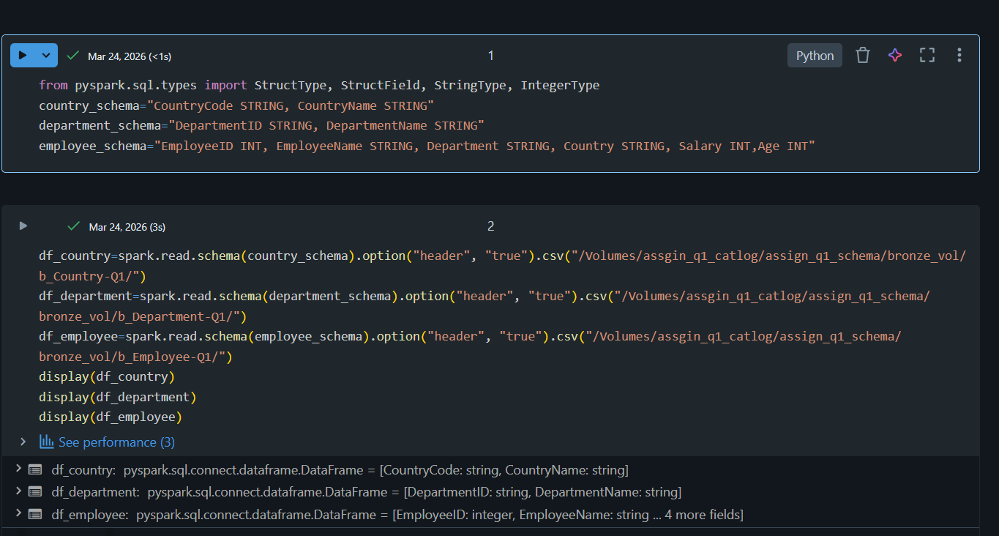 Mar 24, 2026 (<1s)
1
Python
from pyspark.sql.types import StructType, StructField, StringType, IntegerType
country_schema="CountryCode STRING, CountryName STRING"
department_schema="DepartmentID STRING, DepartmentName STRING"
employee_schema="EmployeeID INT, EmployeeName STRING, Department STRING, Country STRING, Salary INT,Age INT"
Mar 24, 2026 (3s)
2
df_country=spark.read.schema(country_schema).option("header", "true").csv("/Volumes/assgin_q1_catlog/assign_q1_schema/bronze_vol/
b_Country-Q1/")
df_department=spark.read.schema(department_schema).option("header", "true").csv("/Volumes/assgin_q1_catlog/assign_q1_schema/
bronze_vol/b_Department-Q1/")
df_employee=spark.read.schema(employee_schema).option("header", "true").csv("/Volumes/assgin_q1_catlog/assign_q1_schema/
bronze_vol/b_Employee-Q1/")
display(df_country)
display(df_department)
display(df_employee)
See performance (3)
df_country: pyspark.sql.connect.dataframe.DataFrame = [CountryCode: string, CountryName: string]
df_department: pyspark.sql.connect.dataframe.DataFrame = [DepartmentID: string, DepartmentName: string]
df_employee: pyspark.sql.connect.dataframe.DataFrame = [EmployeeID: integer, EmployeeName: string ... 4 more fields]